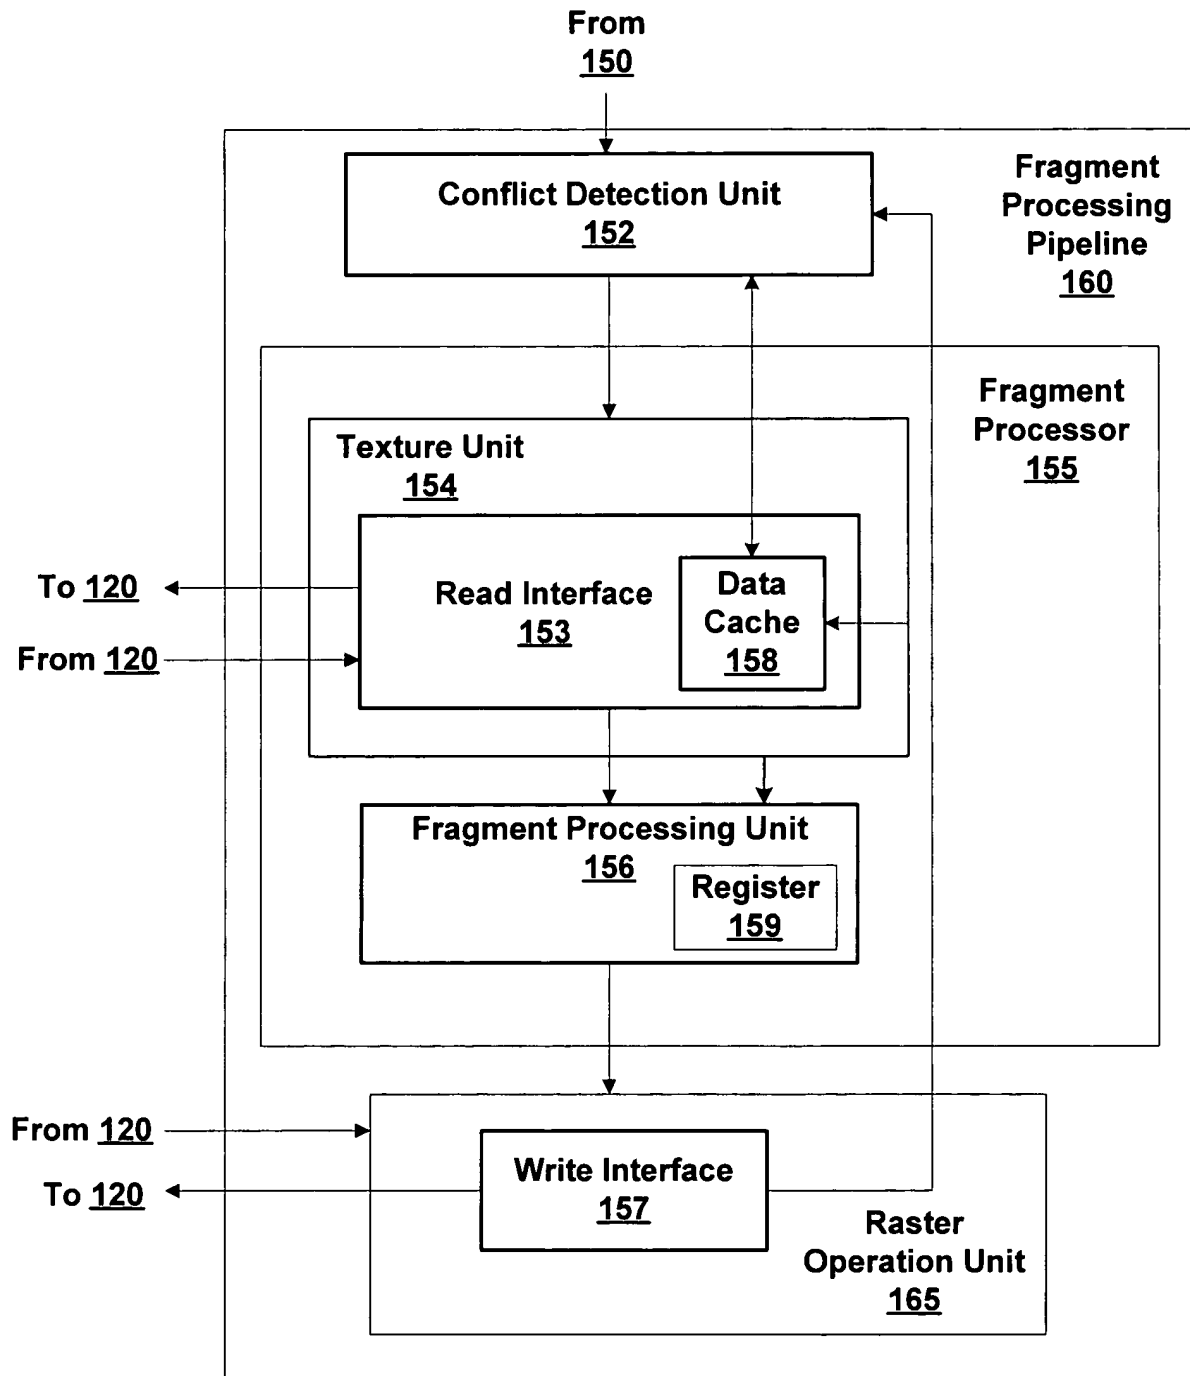 From
150
Conflict Detection Unit
152
Fragment
Processing
Pipeline
160
Fragment
Processor
155
Texture Unit
154
Read Interface
153
Data
Cache
158
To 120
From 120
Fragment Processing Unit
156
Register
159
From 120
To 120
Write Interface
157
Raster
Operation Unit
165